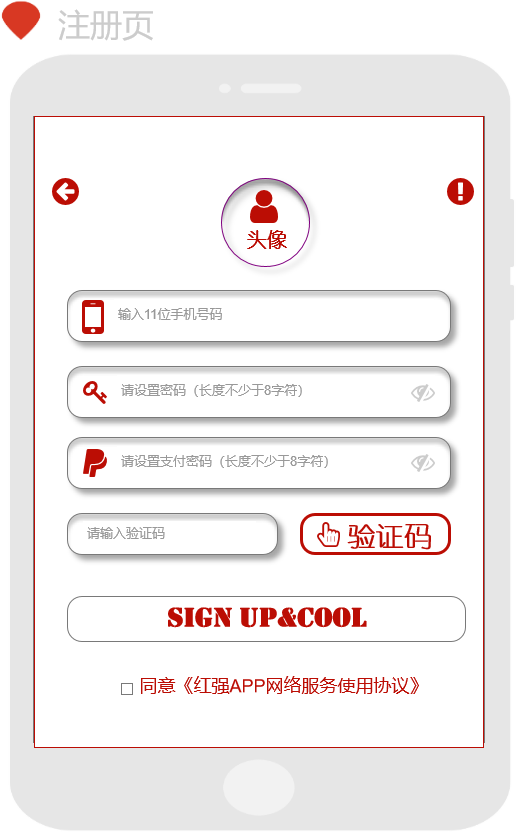 注册页
头像
输入11位手机号码
请设置密码（长度不少于8字符）
请设置支付密码（长度不少于8字符）
请输入验证码
验证码
SIGN UP&COOL
同意《红强APP网络服务使用协议》